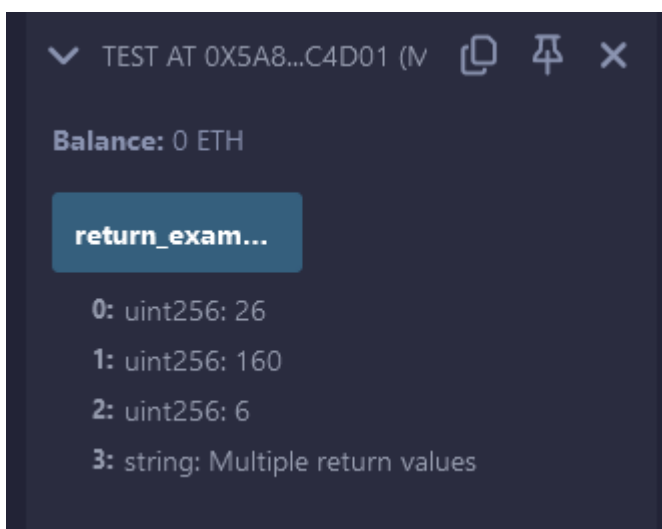 TEST AT 0X5A8...C4D01 (M
Balance: 0 ETH
return_exam...
0: uint256: 26
1: uint256: 160
2: uint256: 6
3: string: Multiple return values